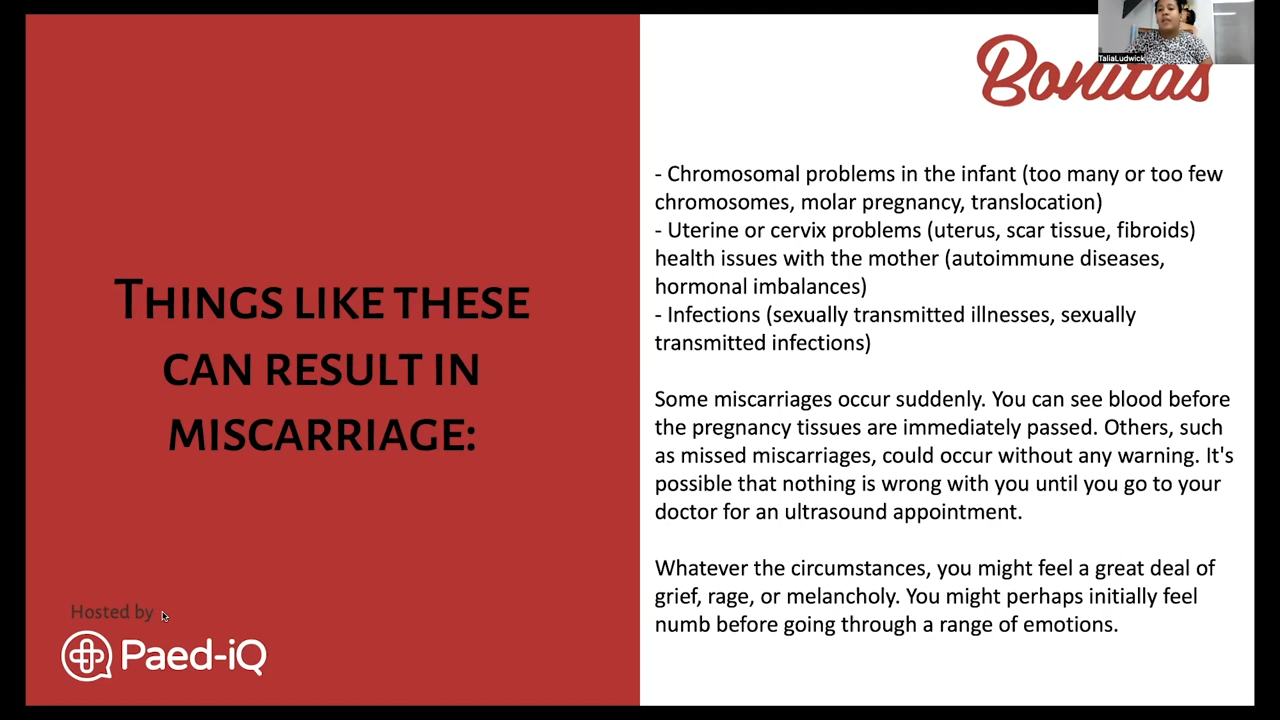 THINGS LIKE THESE
CAN RESULT IN
MISCARRIAGE:
Hosted by
Paed-iQ
Bonitas
TaliaLudwick
- Chromosomal problems in the infant (too many or too few
chromosomes, molar pregnancy, translocation)
- Uterine or cervix problems (uterus, scar tissue, fibroids)
health issues with the mother (autoimmune diseases,
hormonal imbalances)
- Infections (sexually transmitted illnesses, sexually
transmitted infections)
Some miscarriages occur suddenly. You can see blood before
the pregnancy tissues are immediately passed. Others, such
as missed miscarriages, could occur without any warning. It's
possible that nothing is wrong with you until you go to your
doctor for an ultrasound appointment.
Whatever the circumstances, you might feel a great deal of
grief, rage, or melancholy. You might perhaps initially feel
numb before going through a range of emotions.